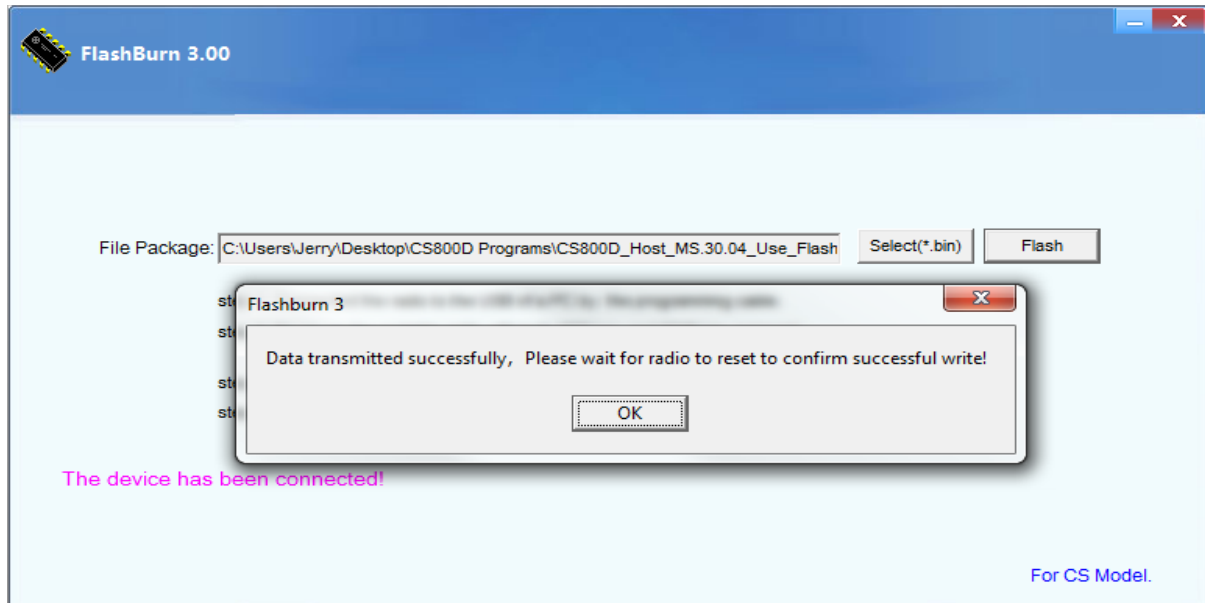 FlashBurn 3.00
File Package: C:\Users\Jerry\Desktop\CS800D Programs\CS800D_Host_MS.30.04_Use_Flash Select(*.bin) Flash
Flashburn 3
Data transmitted successfully, Please wait for radio to reset to confirm successful write!
OK
The device has been connected!
For CS Model.